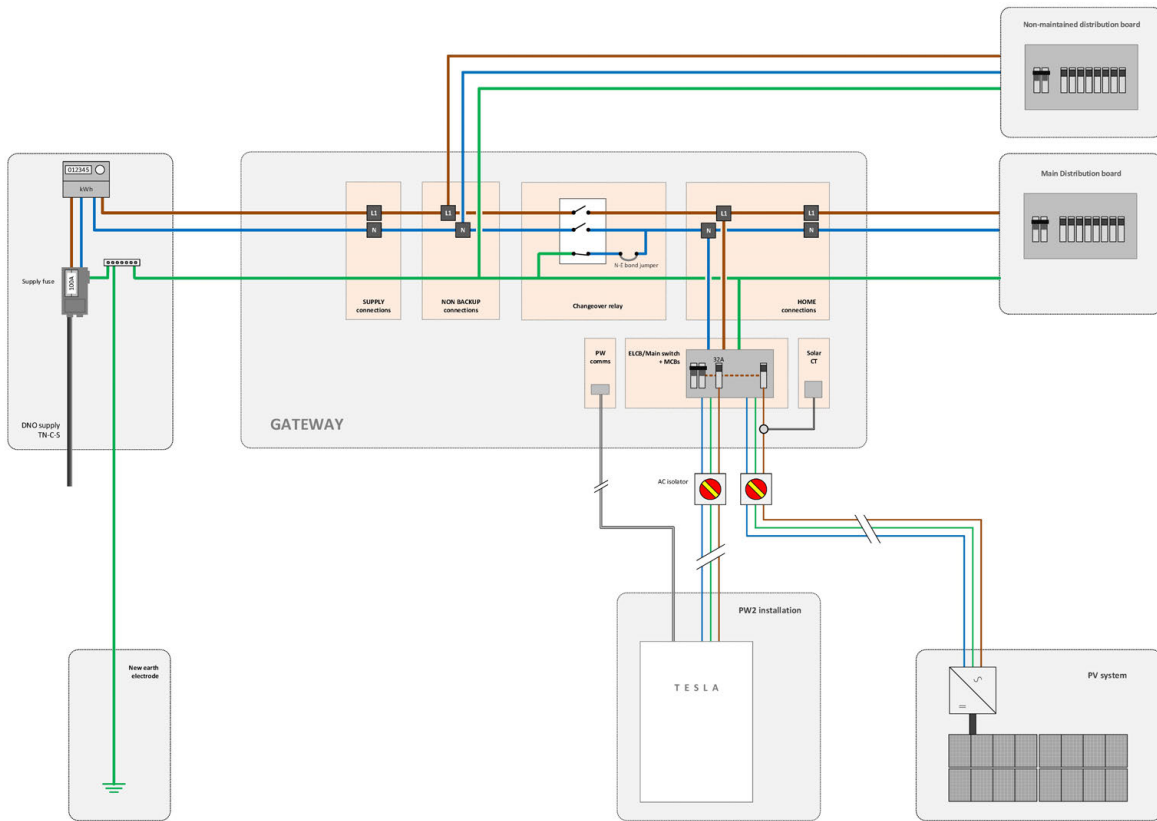 Non-maintained distribution board
Main Distribution board
012345
kWh
Supply fuse
100A
DNO supply
TN-C-S
L1
N
L1
N
L1
N
L1
N
N-E bond jumper
SUPPLY
connections
NON BACKUP
connections
Changeover relay
HOME
connections
PW
comms
ELCB/Main switch
+ MCBs
32A
Solar
CT
GATEWAY
AC isolator
New earth
electrode
PW2 installation
TESLA
PV system